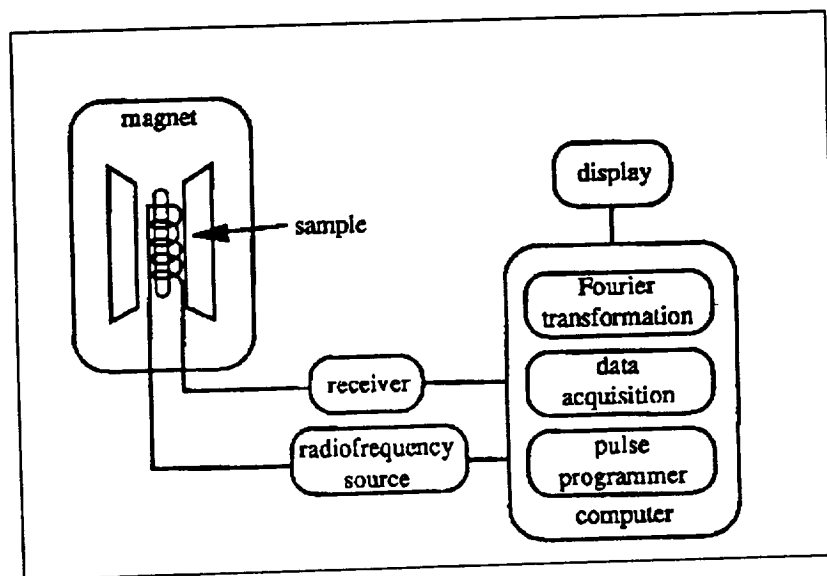 magnet
display
sample
Fourier
transformation
data
acquisition
receiver
radiofrequency
source
pulse
programmer
computer